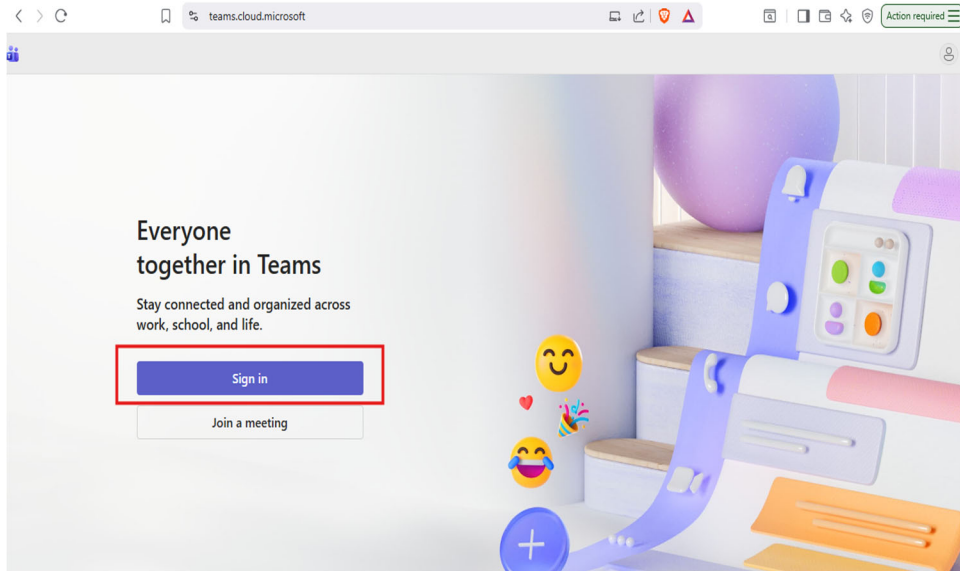 teams.cloud.microsoft
Action required
Everyone
together in Teams
Stay connected and organized across
work, school, and life.
Sign in
Join a meeting